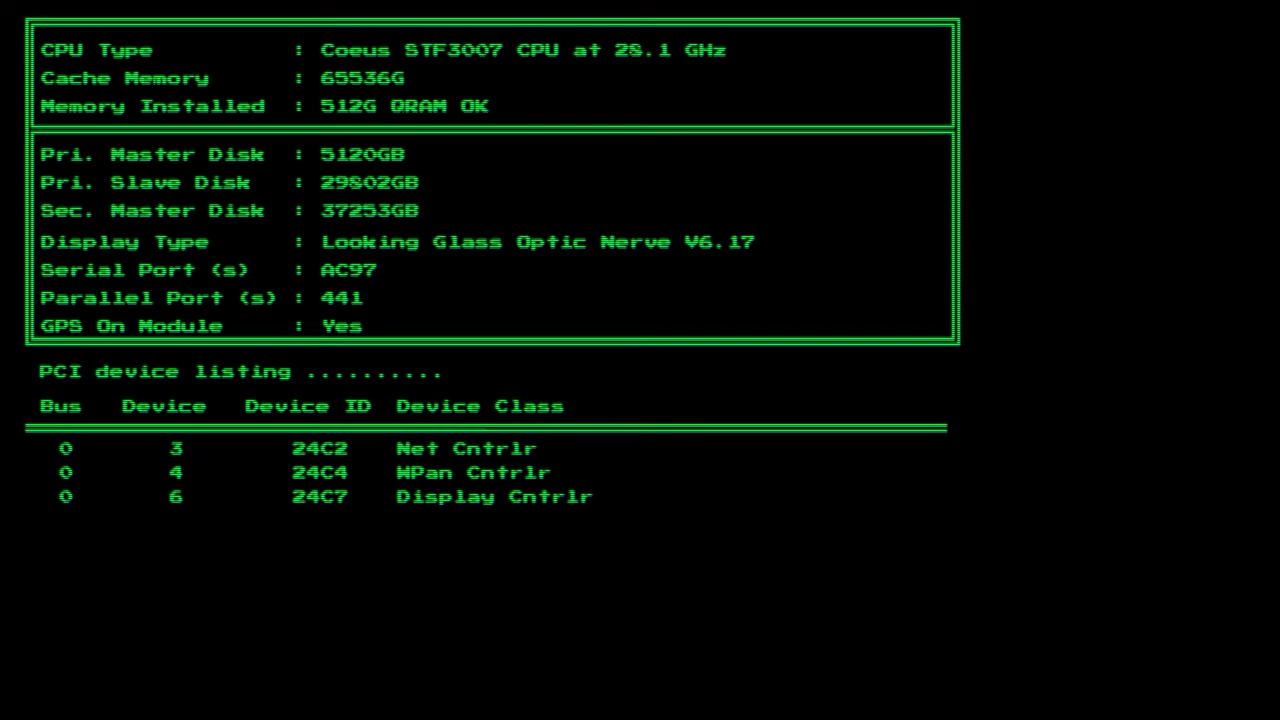 CPU Type : Coeus STF3007 CPU at 28.1 GHz
Cache Memory : 65536G
Memory Installed : 512G QRAM OK
Pri. Master Disk : 5120GB
Pri. Slave Disk : 29802GB
Sec. Master Disk : 37253GB
Display Type : Looking Glass Optic Nerve V6.17
Serial Port (s) : AC97
Parallel Port (s) : 441
GPS On Module : Yes
PCI device listing ..........
Bus Device Device ID Device Class
0 3 24C2 Net Cntrlr
0 4 24C4 WPan Cntrlr
0 6 24C7 Display Cntrlr